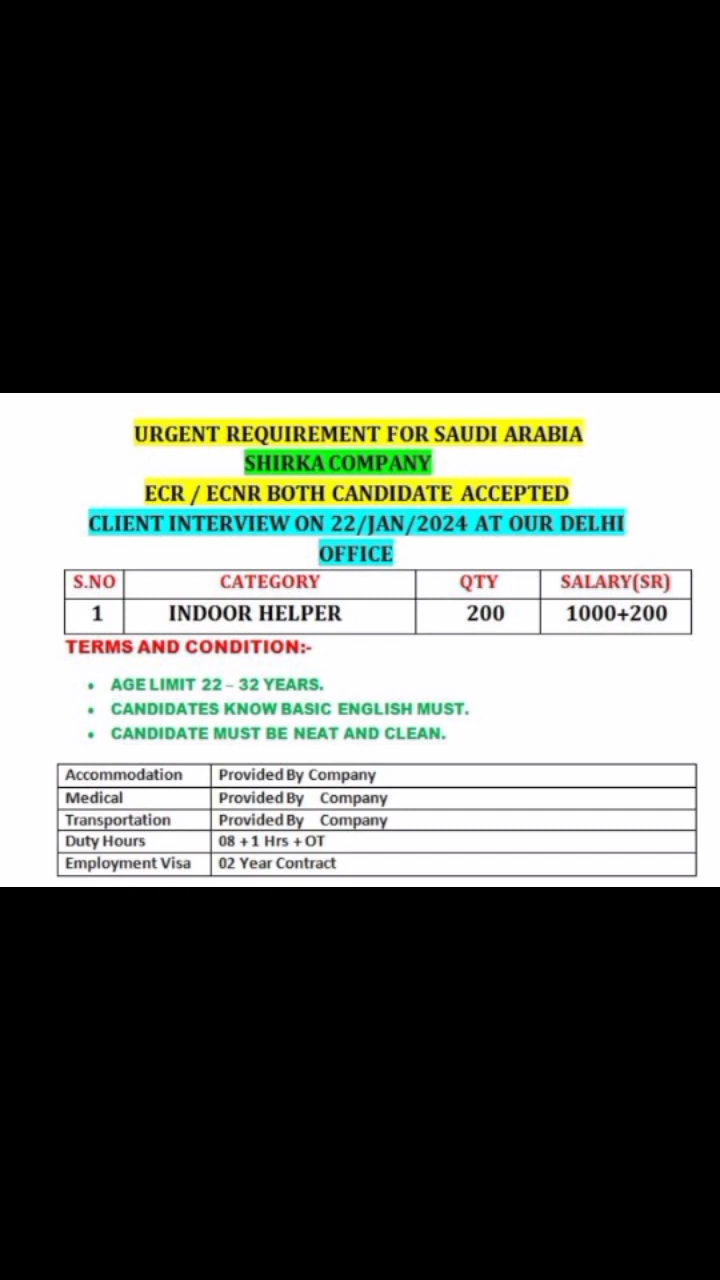 URGENT REQUIREMENT FOR SAUDI ARABIA
SHIRKA COMPANY
ECR / ECNR BOTH CANDIDATE ACCEPTED
CLIENT INTERVIEW ON 22/JAN/2024 AT OUR DELHI
OFFICE
S.NO CATEGORY QTY SALARY(SR)
1 INDOOR HELPER 200 1000+200
TERMS AND CONDITION:-
• AGE LIMIT 22 – 32 YEARS.
• CANDIDATES KNOW BASIC ENGLISH MUST.
• CANDIDATE MUST BE NEAT AND CLEAN.
Accommodation Provided By Company
Medical Provided By Company
Transportation Provided By Company
Duty Hours 08 +1 Hrs + OT
Employment Visa 02 Year Contract